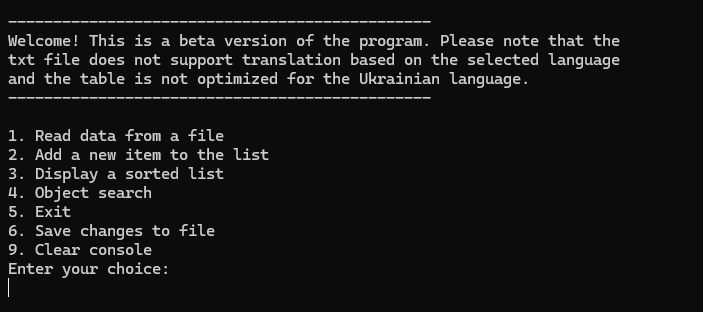 -----------------------------------------------
Welcome! This is a beta version of the program. Please note that the
txt file does not support translation based on the selected language
and the table is not optimized for the Ukrainian language.
-----------------------------------------------
1. Read data from a file
2. Add a new item to the list
3. Display a sorted list
4. Object search
5. Exit
6. Save changes to file
9. Clear console
Enter your choice: